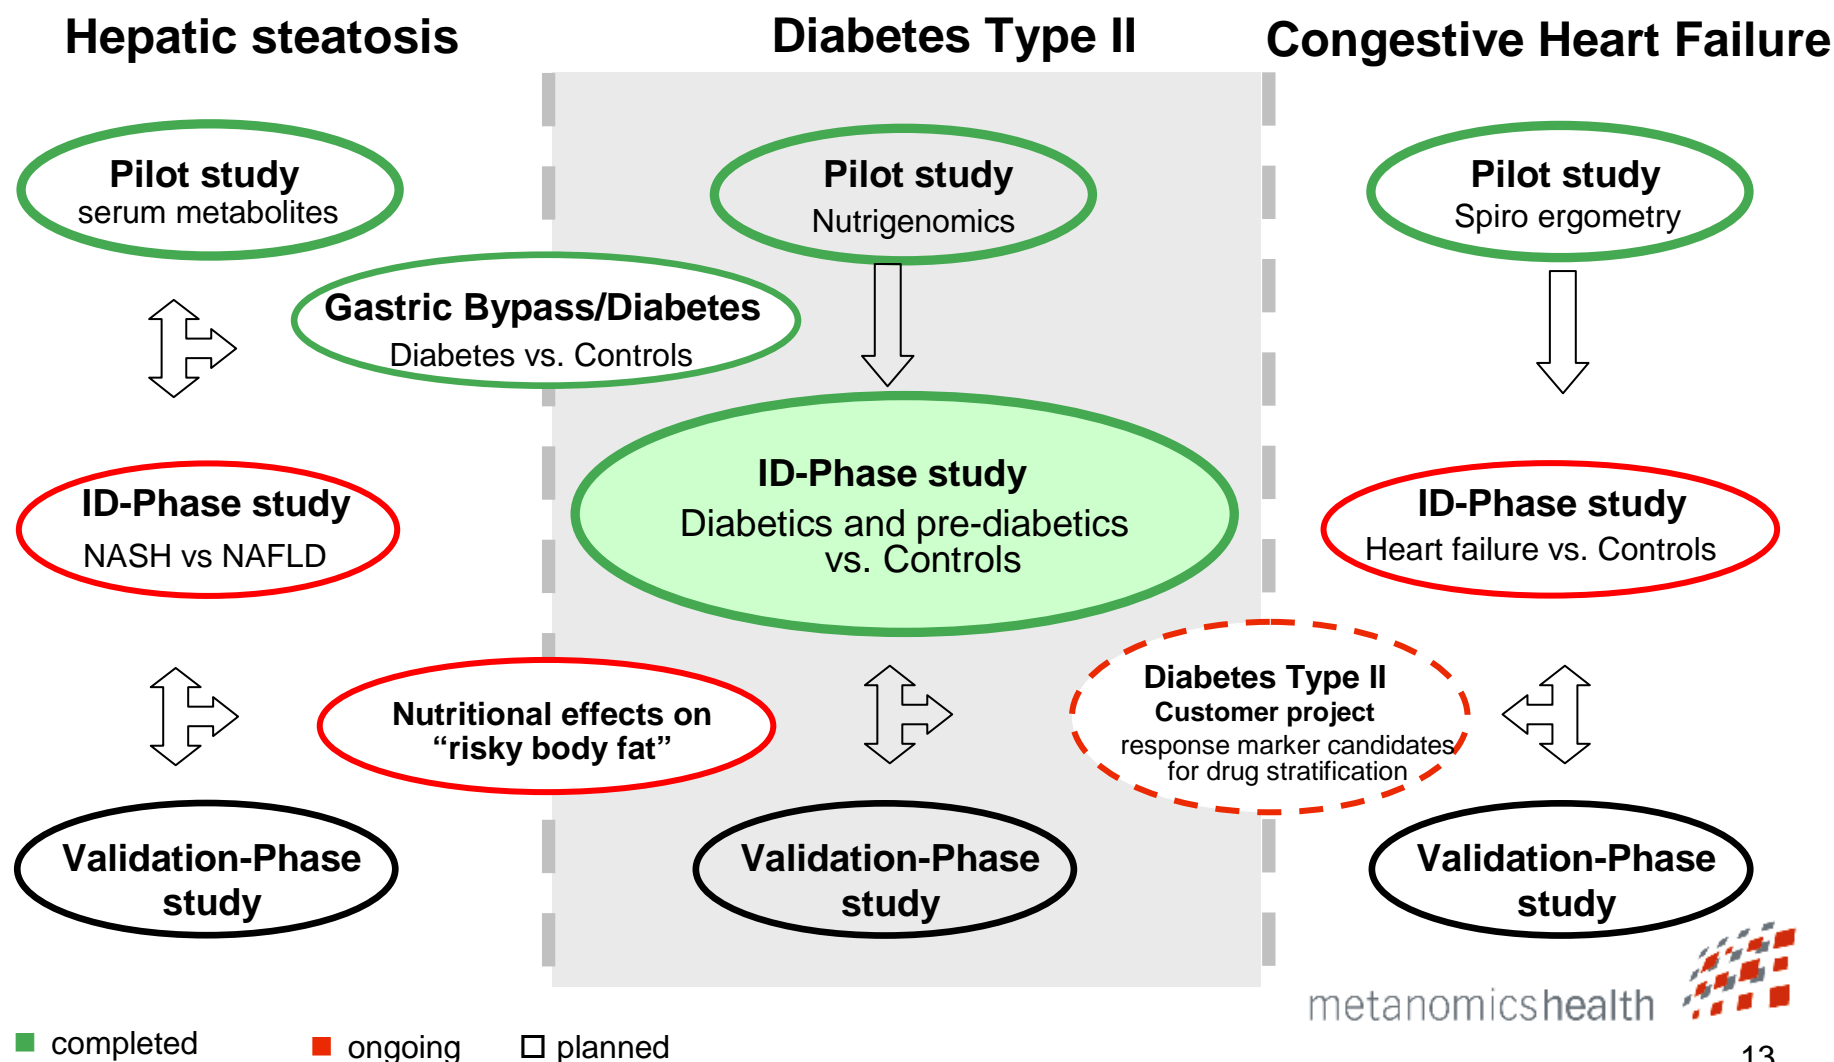 Hepatic steatosis
Diabetes Type II
Congestive Heart Failure
Pilot study
serum metabolites
Pilot study
Nutrigenomics
Pilot study
Spiro ergometry
Gastric Bypass/Diabetes
Diabetes vs. Controls
ID-Phase study
NASH vs NAFLD
ID-Phase study
Diabetics and pre-diabetics
vs. Controls
ID-Phase study
Heart failure vs. Controls
Nutritional effects on
“risky body fat”
Diabetes Type II
Customer project
response marker candidates
for drug stratification
Validation-Phase
study
Validation-Phase
study
Validation-Phase
study
metanomicshealth
completed
ongoing
planned
13